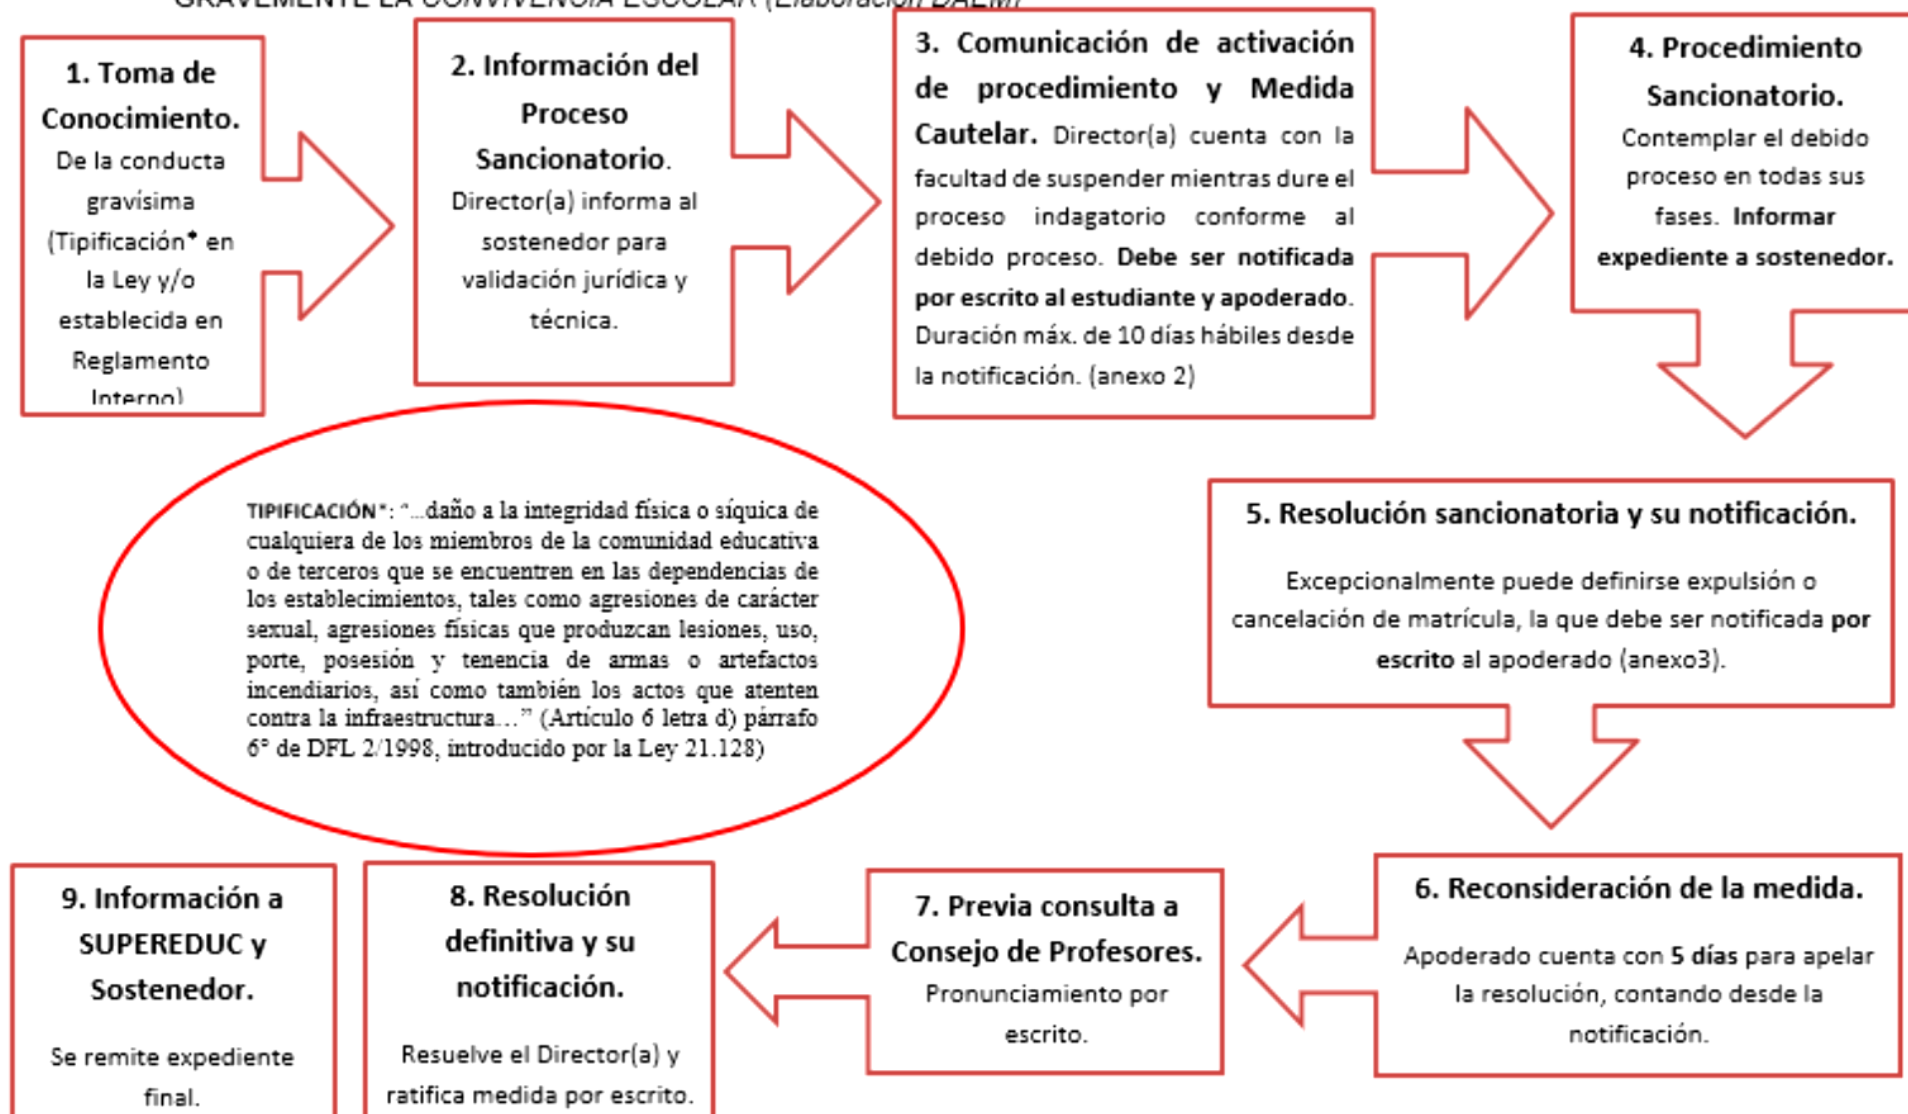 GRAVEMENTE LA CONVIVENCIA ESCOLAR (Elaboración DAEM)
1. Toma de
Conocimiento.
De la conducta
gravísima
(Tipificación* en
la Ley y/o
establecida en
Reglamento
Interno)
2. Información del
Proceso
Sancionatorio.
Director(a) informa al
sostenedor para
validación jurídica y
técnica.
3. Comunicación de activación
de procedimiento y Medida
Cautelar. Director(a) cuenta con la
facultad de suspender mientras dure el
proceso indagatorio conforme al
debido proceso. Debe ser notificada
por escrito al estudiante y apoderado.
Duración máx. de 10 días hábiles desde
la notificación. (anexo 2)
4. Procedimiento
Sancionatorio.
Contemplar el debido
proceso en todas sus
fases. Informar
expediente a sostenedor.
TIPIFICACIÓN*: “...daño a la integridad física o síquica de
cualquiera de los miembros de la comunidad educativa
o de terceros que se encuentren en las dependencias de
los establecimientos, tales como agresiones de carácter
sexual, agresiones físicas que produzcan lesiones, uso,
porte, posesión y tenencia de armas o artefactos
incendiarios, así como también los actos que atenten
contra la infraestructura…” (Artículo 6 letra d) párrafo
6° de DFL 2/1998, introducido por la Ley 21.128)
5. Resolución sancionatoria y su notificación.
Excepcionalmente puede definirse expulsión o
cancelación de matrícula, la que debe ser notificada por
escrito al apoderado (anexo3).
6. Reconsideración de la medida.
Apoderado cuenta con 5 días para apelar
la resolución, contando desde la
notificación.
7. Previa consulta a
Consejo de Profesores.
Pronunciamiento por
escrito.
8. Resolución
definitiva y su
notificación.
Resuelve el Director(a) y
ratifica medida por escrito.
9. Información a
SUPEREDUC y
Sostenedor.
Se remite expediente
final.